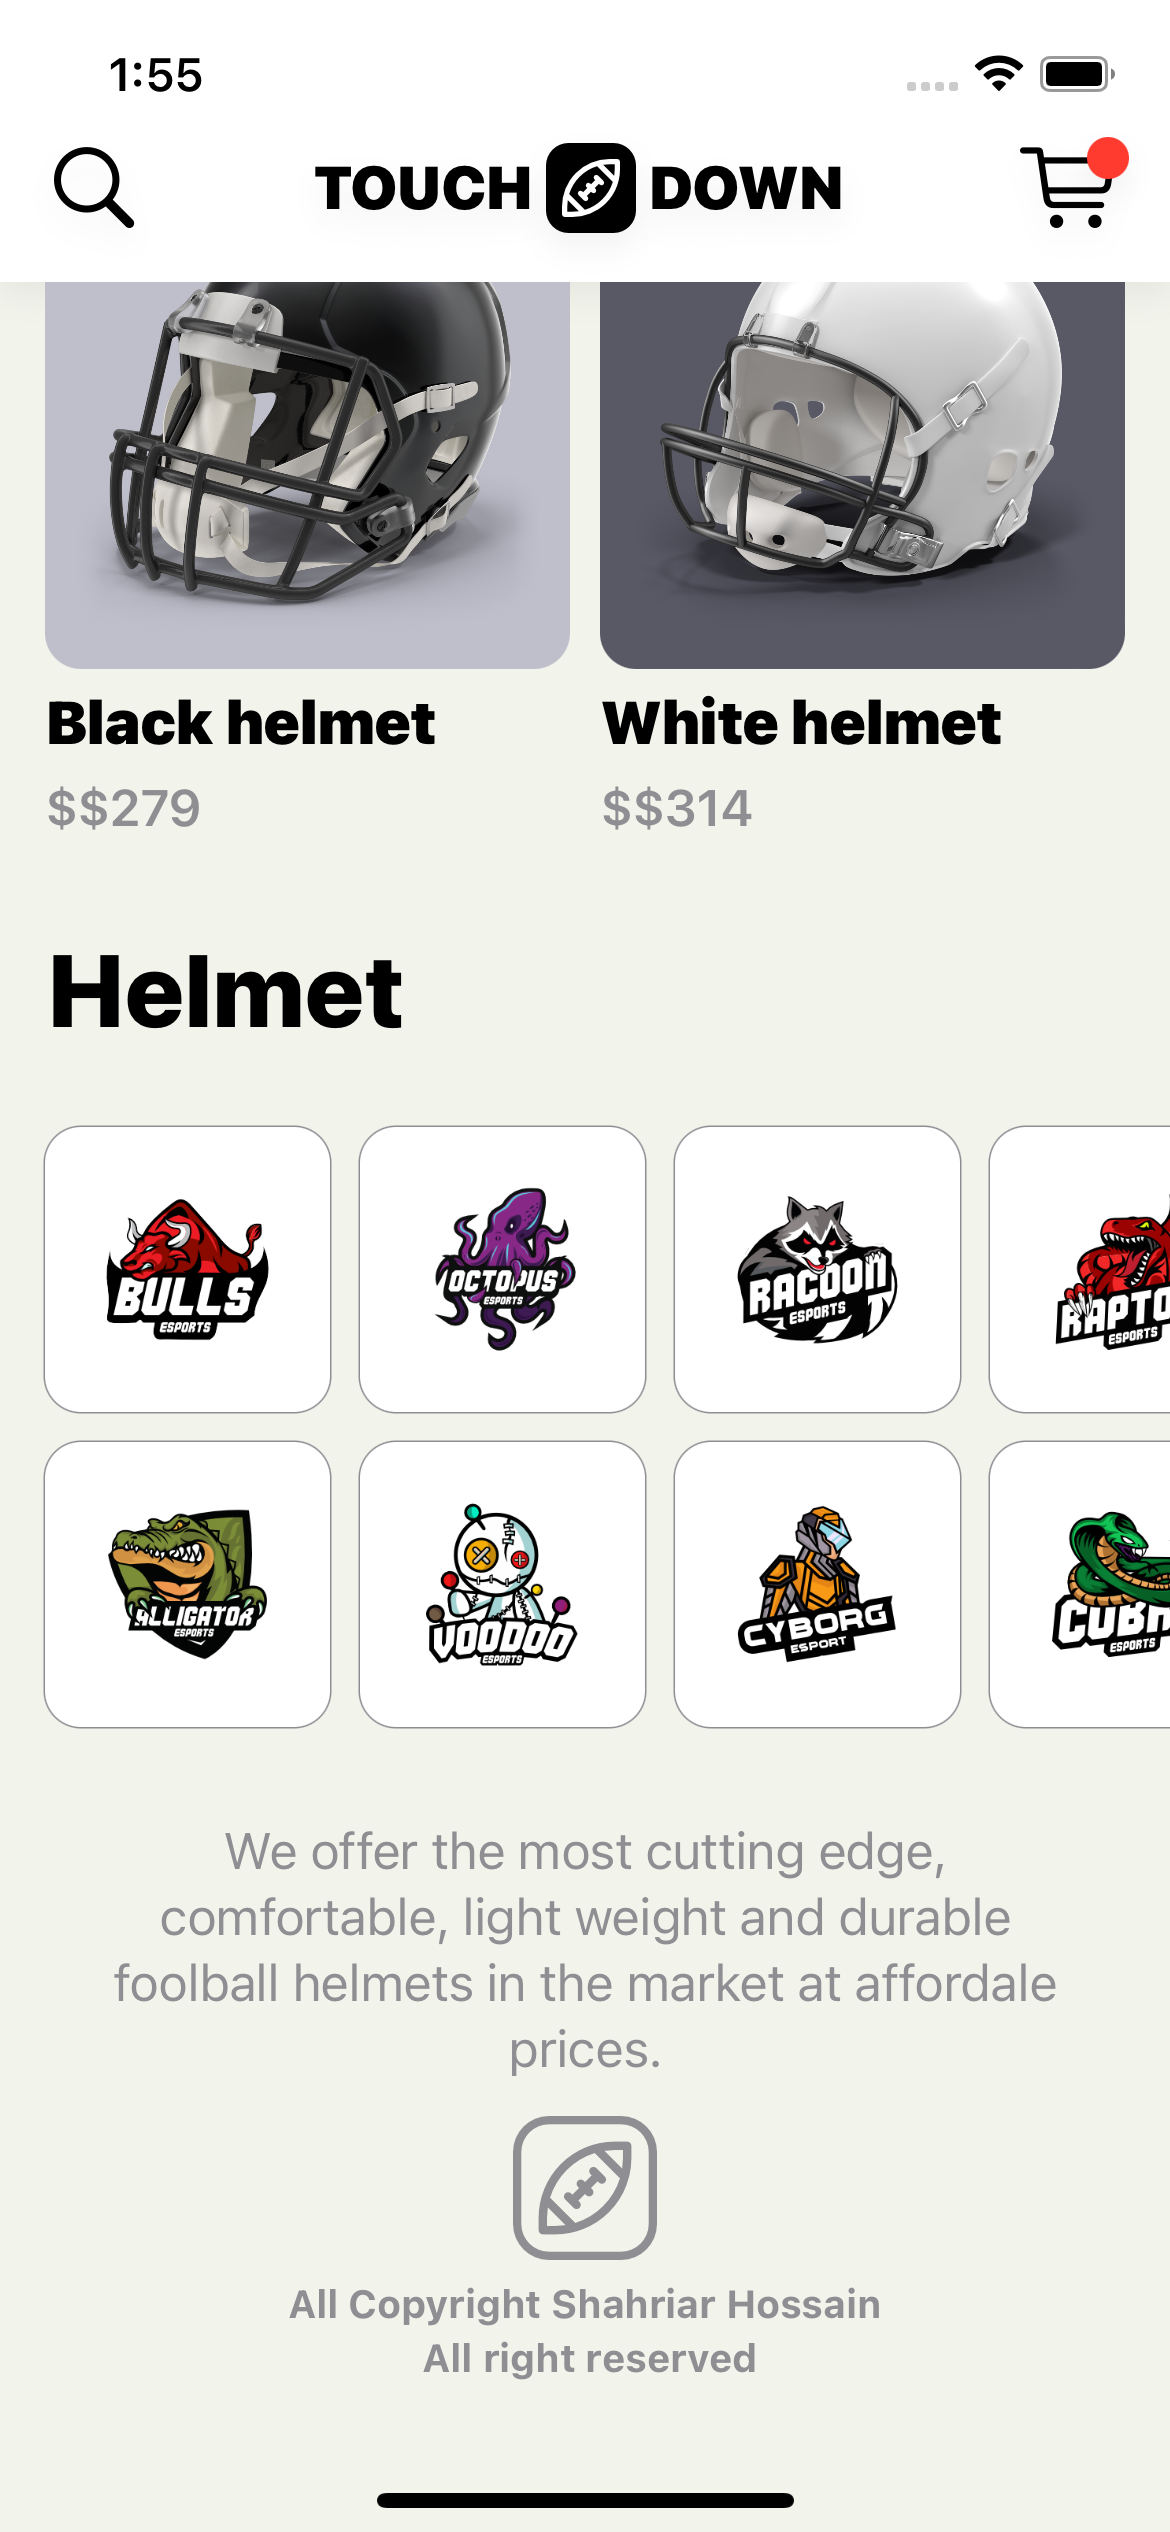 1:55
TOUCH DOWN
Black helmet White helmet
$$279 $$314
Helmet
BULLS
ESPORTS
OCTOPUS
ESPORTS
RACOON
ESPORTS
RAPTO
ESPORTS
ALLIGATOR
ESPORTS
VOODOO
ESPORTS
CYBORG
ESPORT
CUBR
ESPORTS
We offer the most cutting edge,
comfortable, light weight and durable
foolball helmets in the market at affordale
prices.
All Copyright Shahriar Hossain
All right reserved